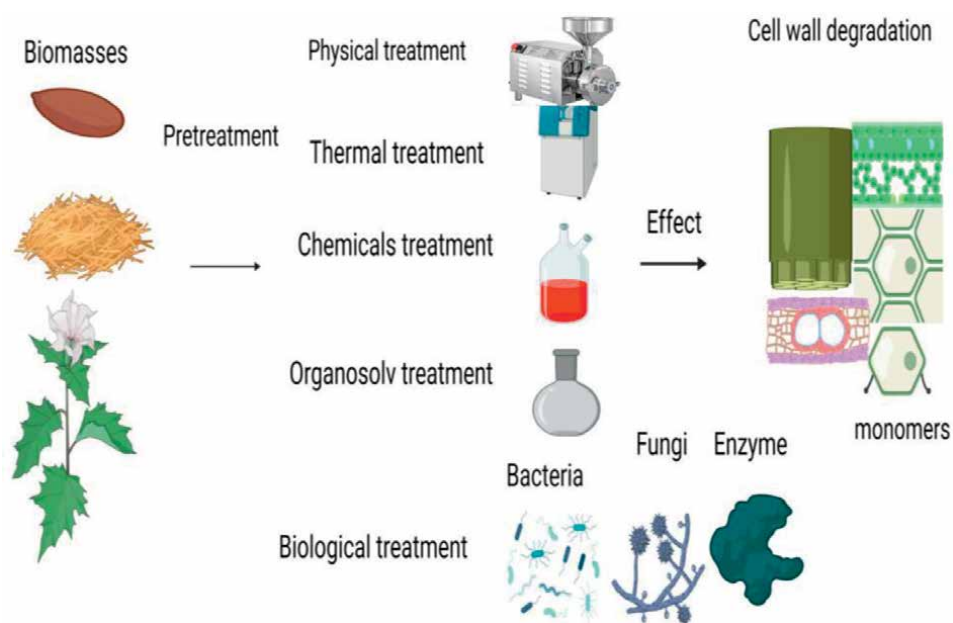 Biomasses
Pretreatment
Physical treatment
Thermal treatment
Chemicals treatment
Organosolv treatment
Biological treatment
Bacteria
Fungi
Enzyme
Effect
Cell wall degradation
monomers